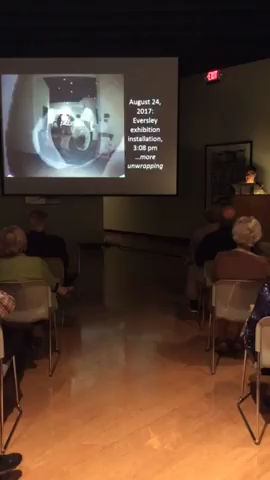 August 24,
2017:
Eversley
exhibition
installation,
3:08 pm
...more
unwrapping
EXIT